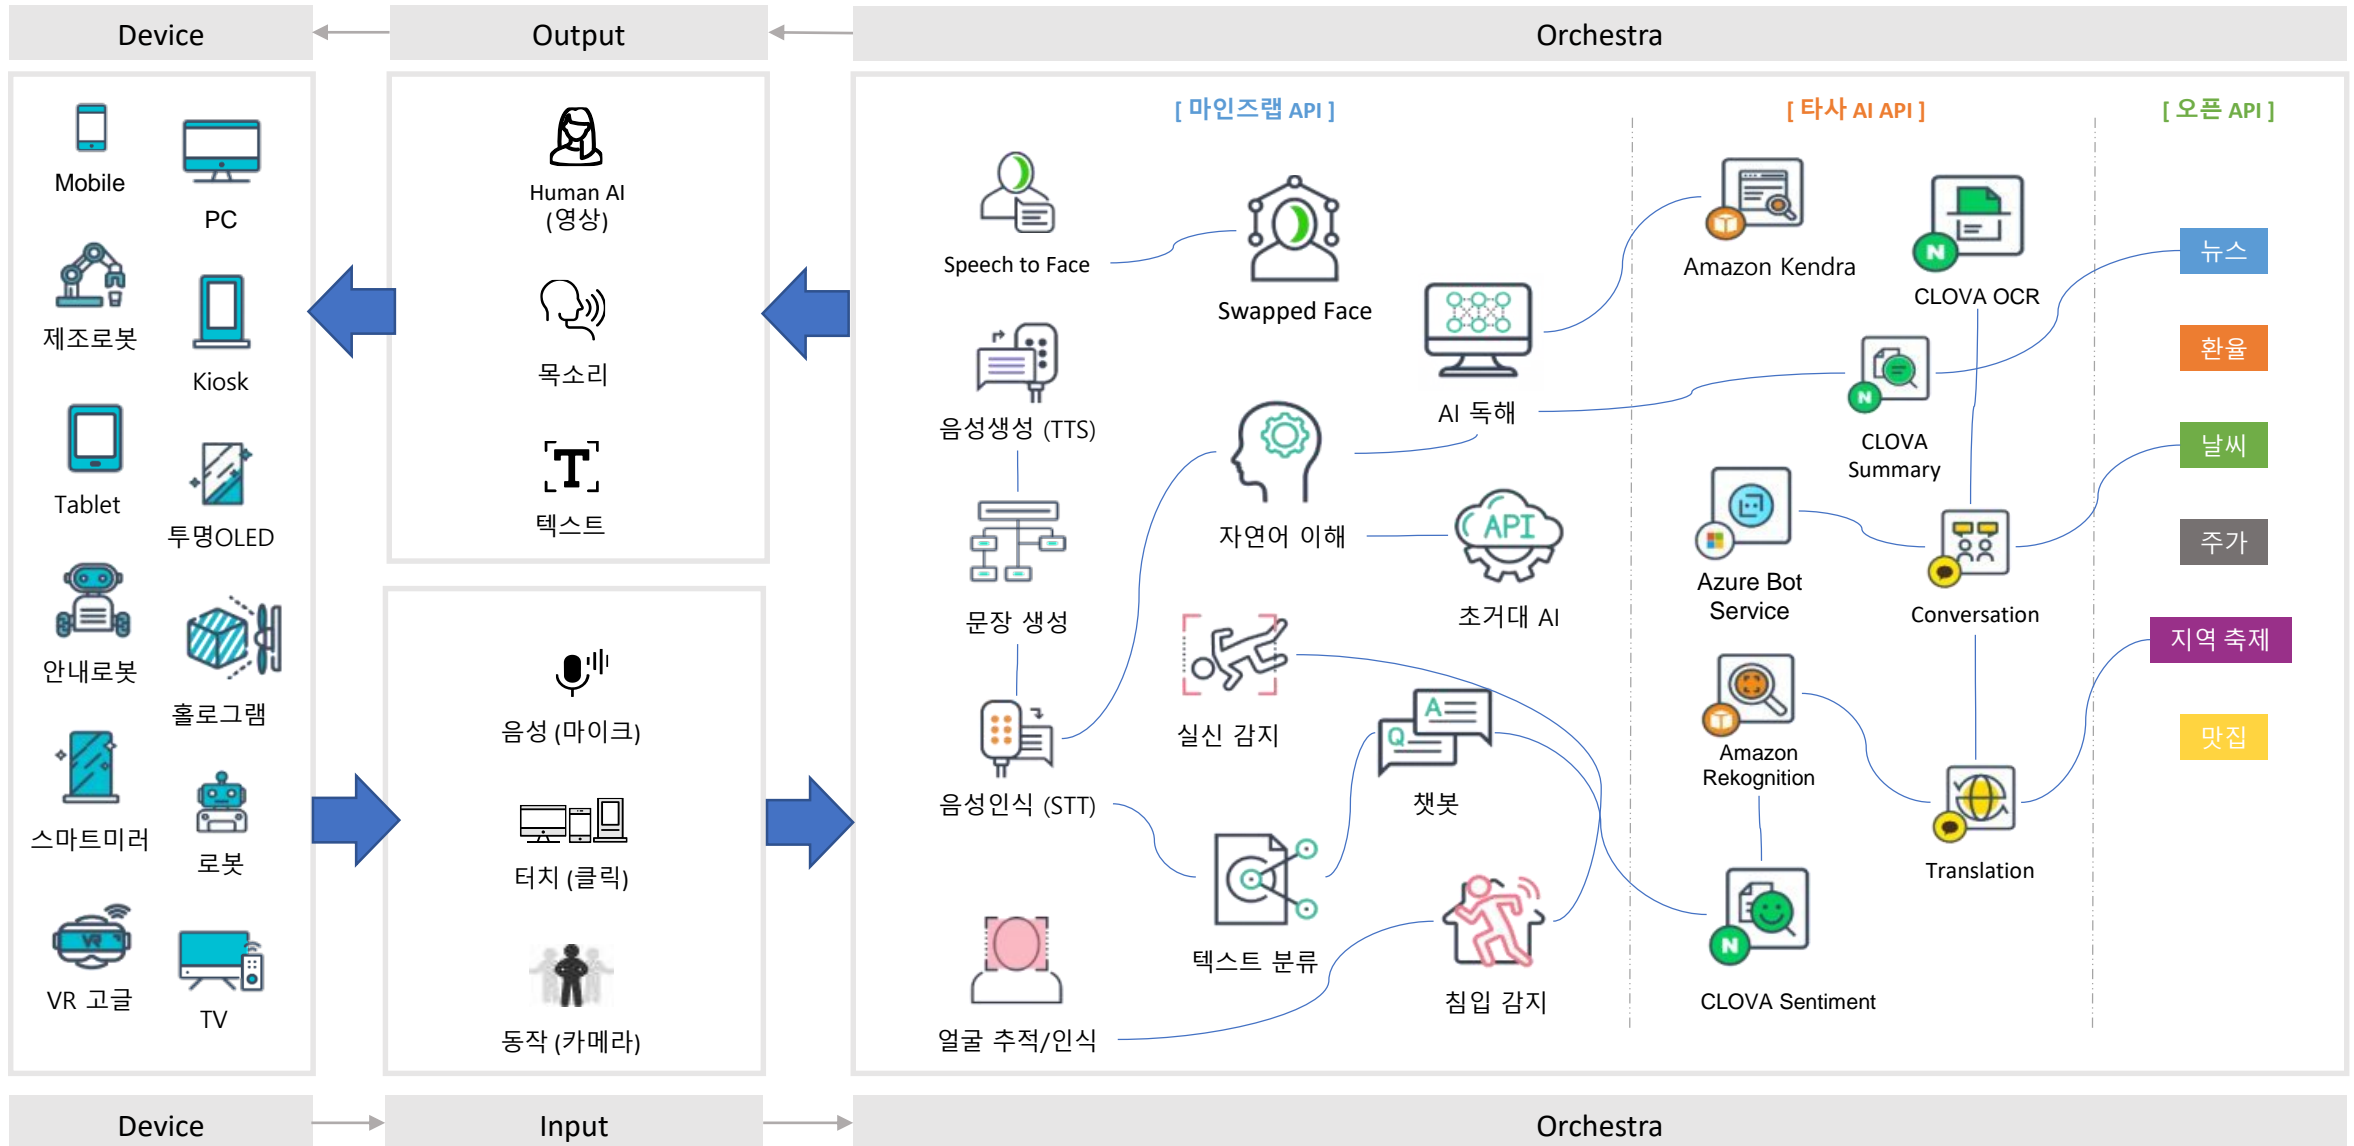 Device
Output
Orchestra
Mobile
PC
제조로봇
Kiosk
Tablet
투명OLED
안내로봇
홀로그램
스마트미러
로봇
VR
VR 고글
TV
Human AI
(영상)
목소리
T
텍스트
음성 (마이크)
터치 (클릭)
동작 (카메라)
[ 마인즈랩 API ]
Speech to Face
Swapped Face
음성생성 (TTS)
AI 독해
문장 생성
자연어 이해
API
초거대 AI
음성인식 (STT)
실신 감지
A
Q
챗봇
텍스트 분류
얼굴 추적/인식
침입 감지
[ 타사 AI API ]
Amazon Kendra
N
CLOVA OCR
N
CLOVA
Summary
Azure Bot
Service
Conversation
Amazon
Rekognition
Translation
N
CLOVA Sentiment
[ 오픈 API ]
뉴스
환율
날씨
주가
지역 축제
맛집
Device
Input
Orchestra